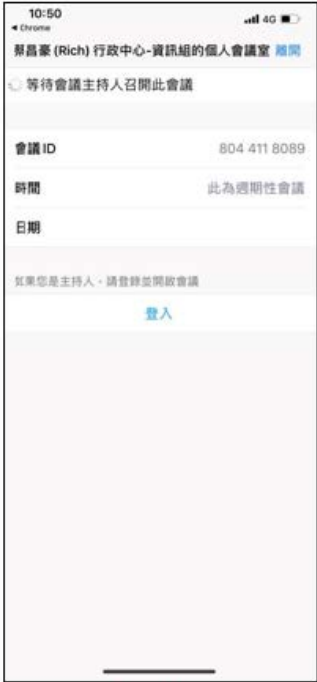 10:50
4G
◀ Chrome
蔡昌豪 (Rich) 行政中心-資訊組的個人會議室 離開
等待會議主持人召開此會議
會議 ID 804 411 8089
時間 此為週期性會議
日期
如果您是主持人，請登錄並開啟會議
登入